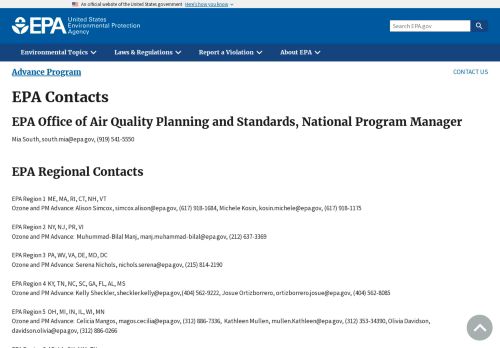 An official website of the United States government Here's how you know
EPA United States Environmental Protection Agency
Search EPA.gov
Environmental Topics Laws & Regulations Report a Violation About EPA
Advance Program CONTACT US
EPA Contacts
EPA Office of Air Quality Planning and Standards, National Program Manager
Mia South, south.mia@epa.gov, (919) 541-5550
EPA Regional Contacts
EPA Region 1 ME, MA, RI, CT, NH, VT
Ozone and PM Advance: Alison Simcox, simcox.alison@epa.gov, (617) 918-1684, Michele Kosin, kosin.michele@epa.gov, (617) 918-1175
EPA Region 2 NY, NJ, PR, VI
Ozone and PM Advance: Muhummad-Bilal Manj, manj.muhammad-bilal@epa.gov, (212) 637-3369
EPA Region 3 PA, WV, VA, DE, MD, DC
Ozone and PM Advance: Serena Nichols, nichols.serena@epa.gov, (215) 814-2190
EPA Region 4 KY, TN, NC, SC, GA, FL, AL, MS
Ozone and PM Advance: Kelly Sheckler, sheckler.kelly@epa.gov, (404) 562-9222, Josue Ortizborrero, ortizborrero.josue@epa.gov, (404) 562-8085
EPA Region 5 OH, MI, IN, IL, WI, MN
Ozone and PM Advance: Celicia Mangos, magos.cecilia@epa.gov, (312) 886-7336, Kathleen Mullen, mullen.Kathleen@epa.gov, (312) 353-34390, Olivia Davidson,
davidson.olivia@epa.gov, (312) 886-0266